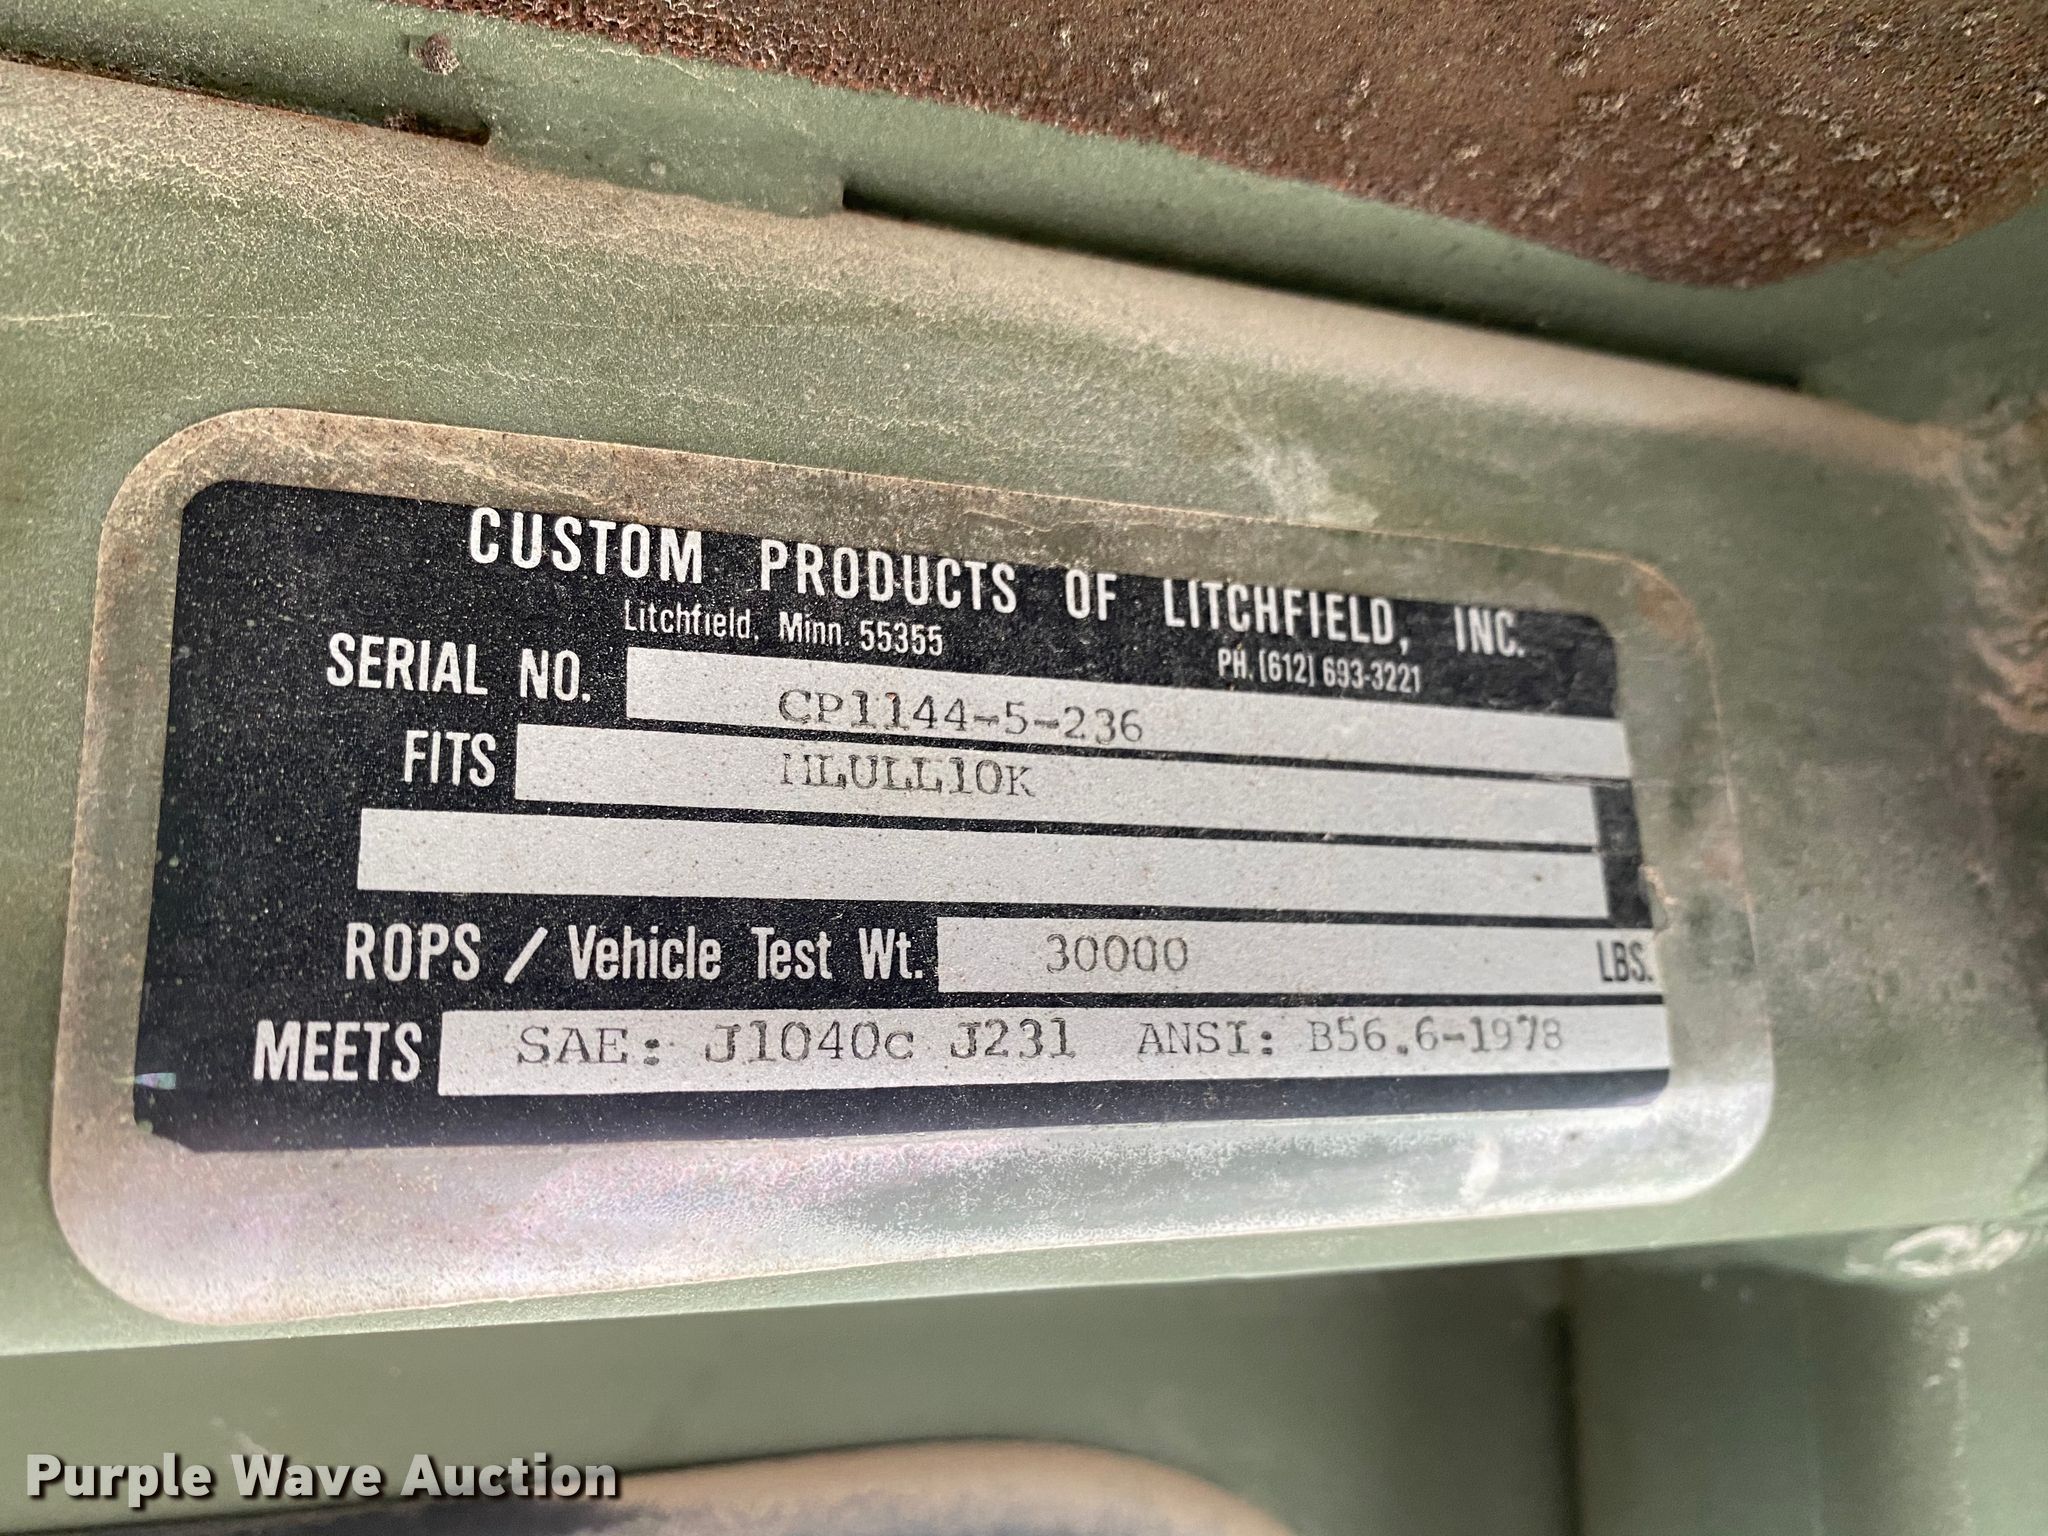 CUSTOM PRODUCTS OF LITCHFIELD, INC.
Litchfield, Minn. 55355 PH. (612) 693-3221
SERIAL NO. CP1144-5-236
FITS MLULL10K
ROPS / Vehicle Test Wt. 30000 LBS.
MEETS SAE: J1040c J231 ANSI: B56.6-1978
Purple Wave Auction